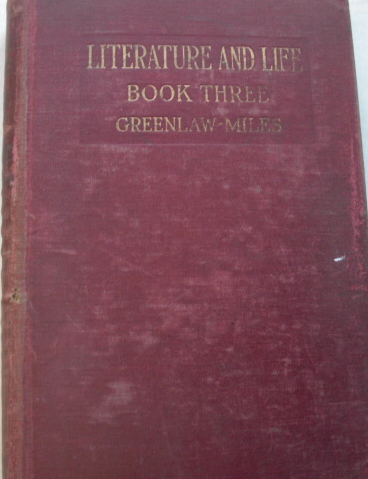 LITERATURE AND LIFE
BOOK THREE
GREENLAW-MILES